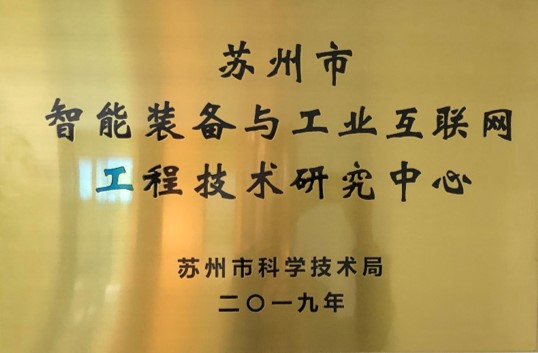 苏州市
智能装备与工业互联网
工程技术研究中心
苏州市科学技术局
二〇一九年